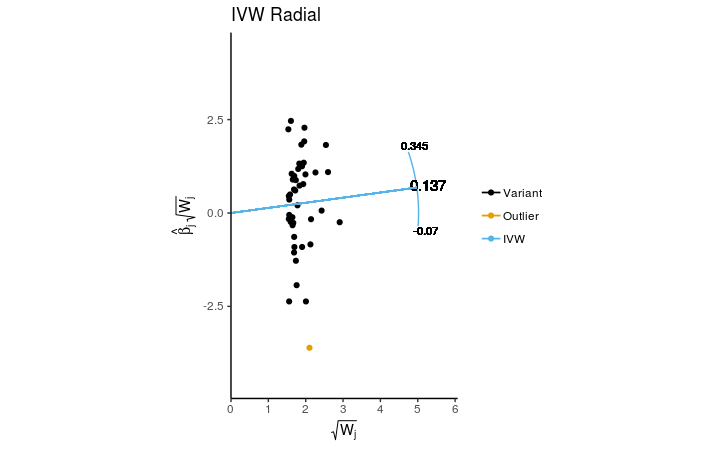 IVW Radial
2.5
0.0
-2.5
β̂ⱼ√Wⱼ
0.345
0.137
-0.07
Variant
Outlier
IVW
0 1 2 3 4 5 6
√Wⱼ